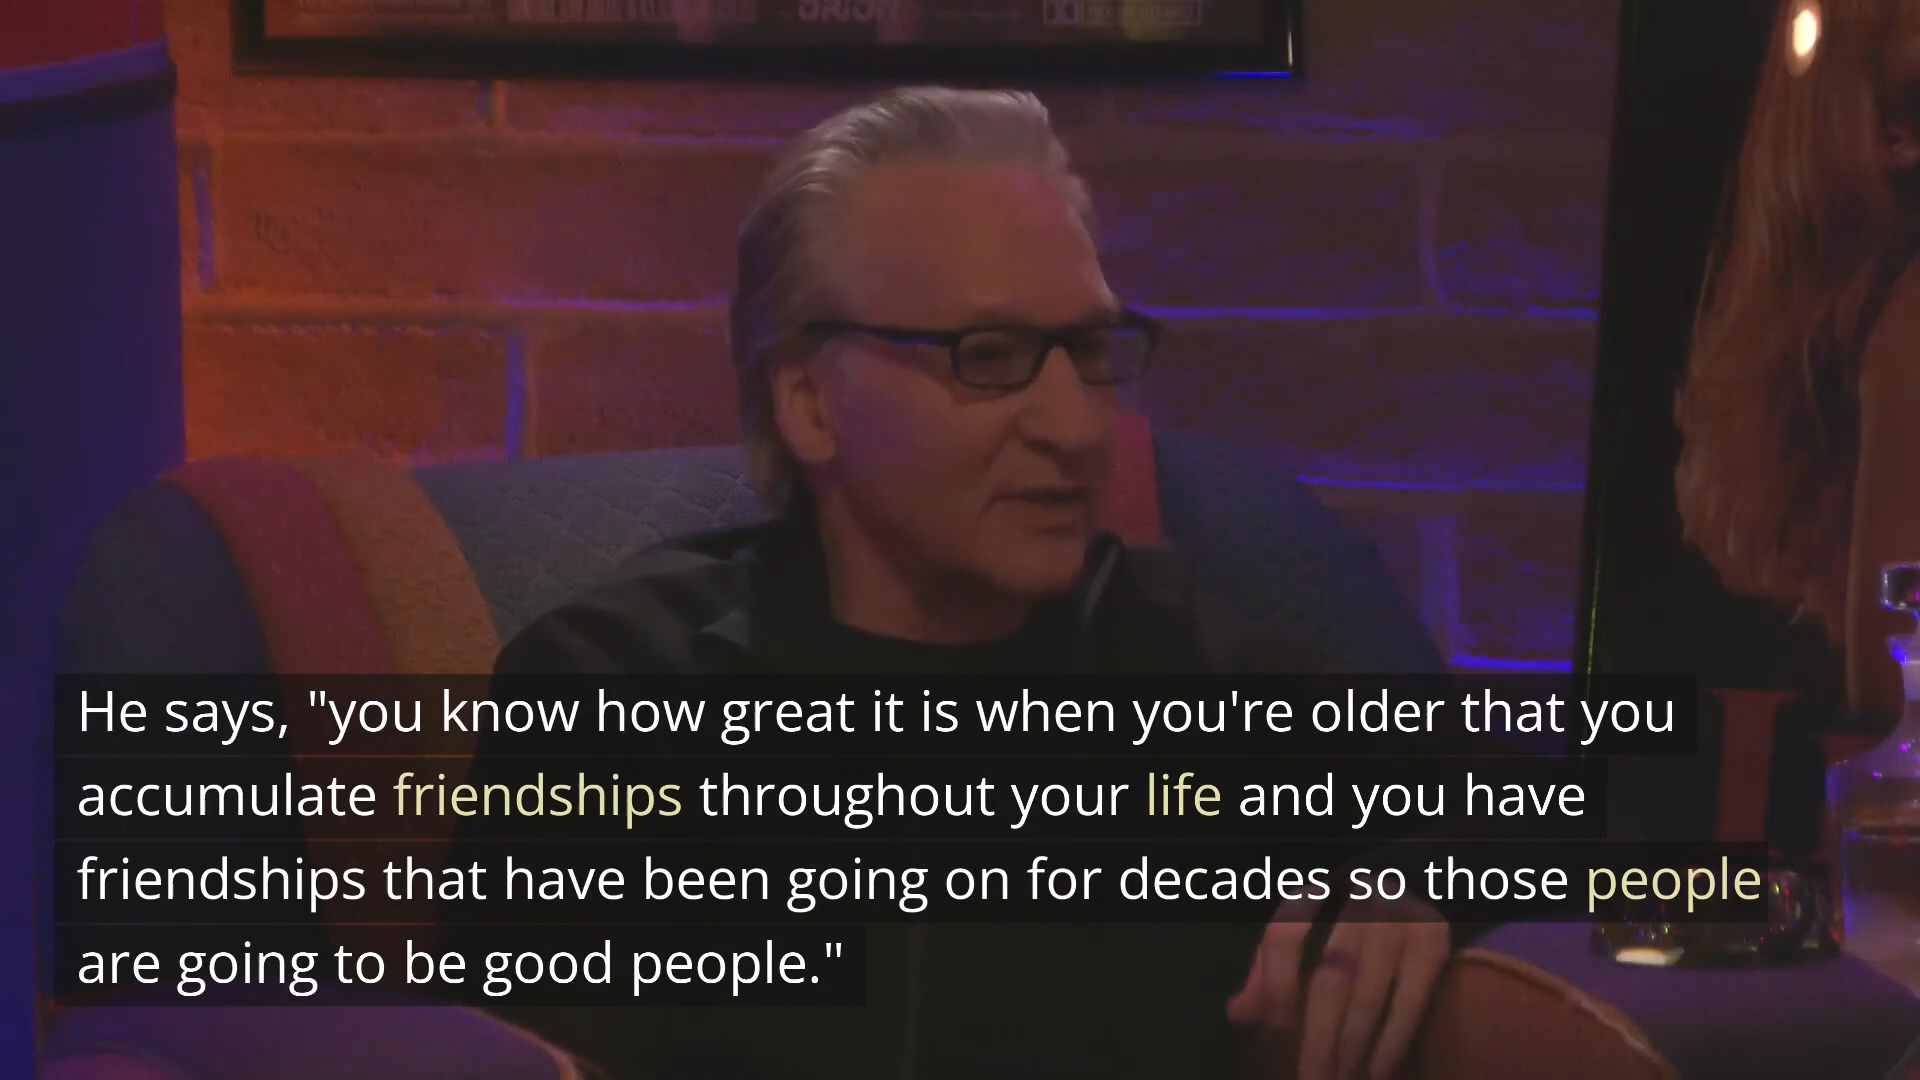 He says, "you know how great it is when you're older that you
accumulate friendships throughout your life and you have
friendships that have been going on for decades so those people
are going to be good people."